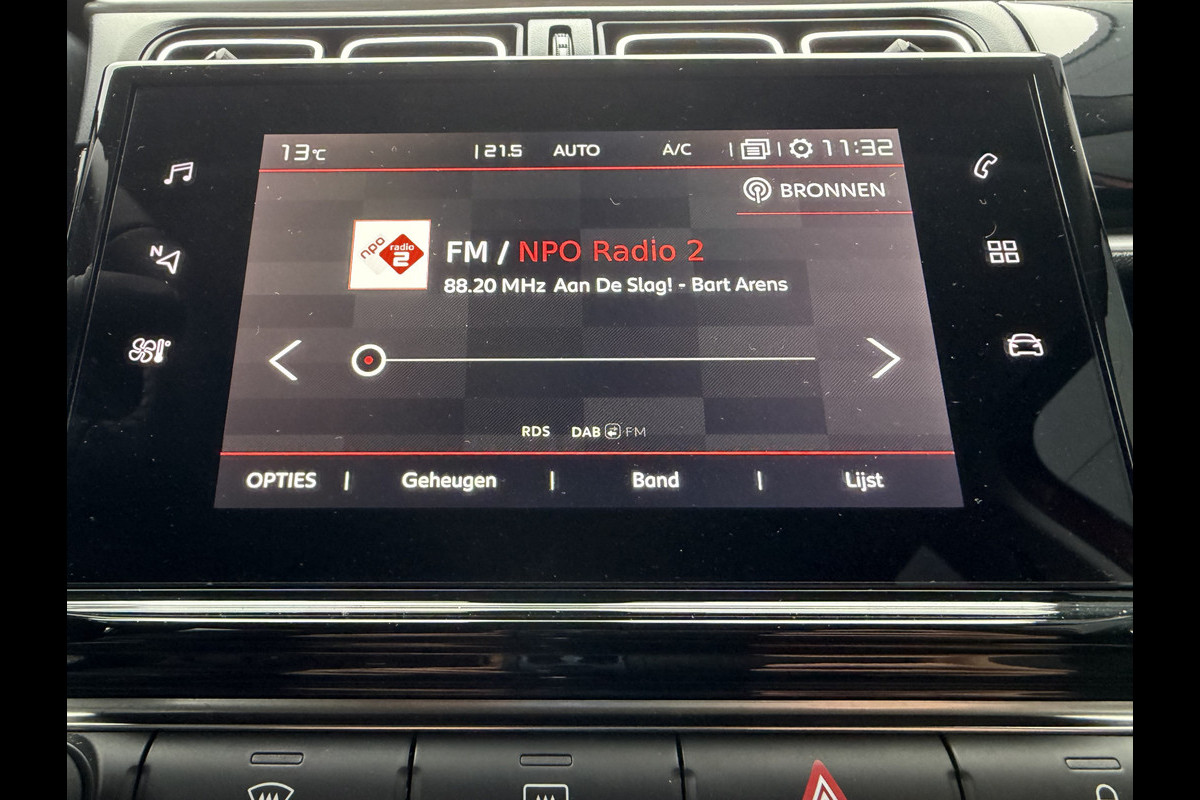 13°C | 21.5 AUTO A/C | | 11:32
BRONNEN
npo radio 2
FM / NPO Radio 2
88.20 MHz Aan De Slag! - Bart Arens
N
RDS DAB FM
OPTIES | Geheugen | Band | Lijst